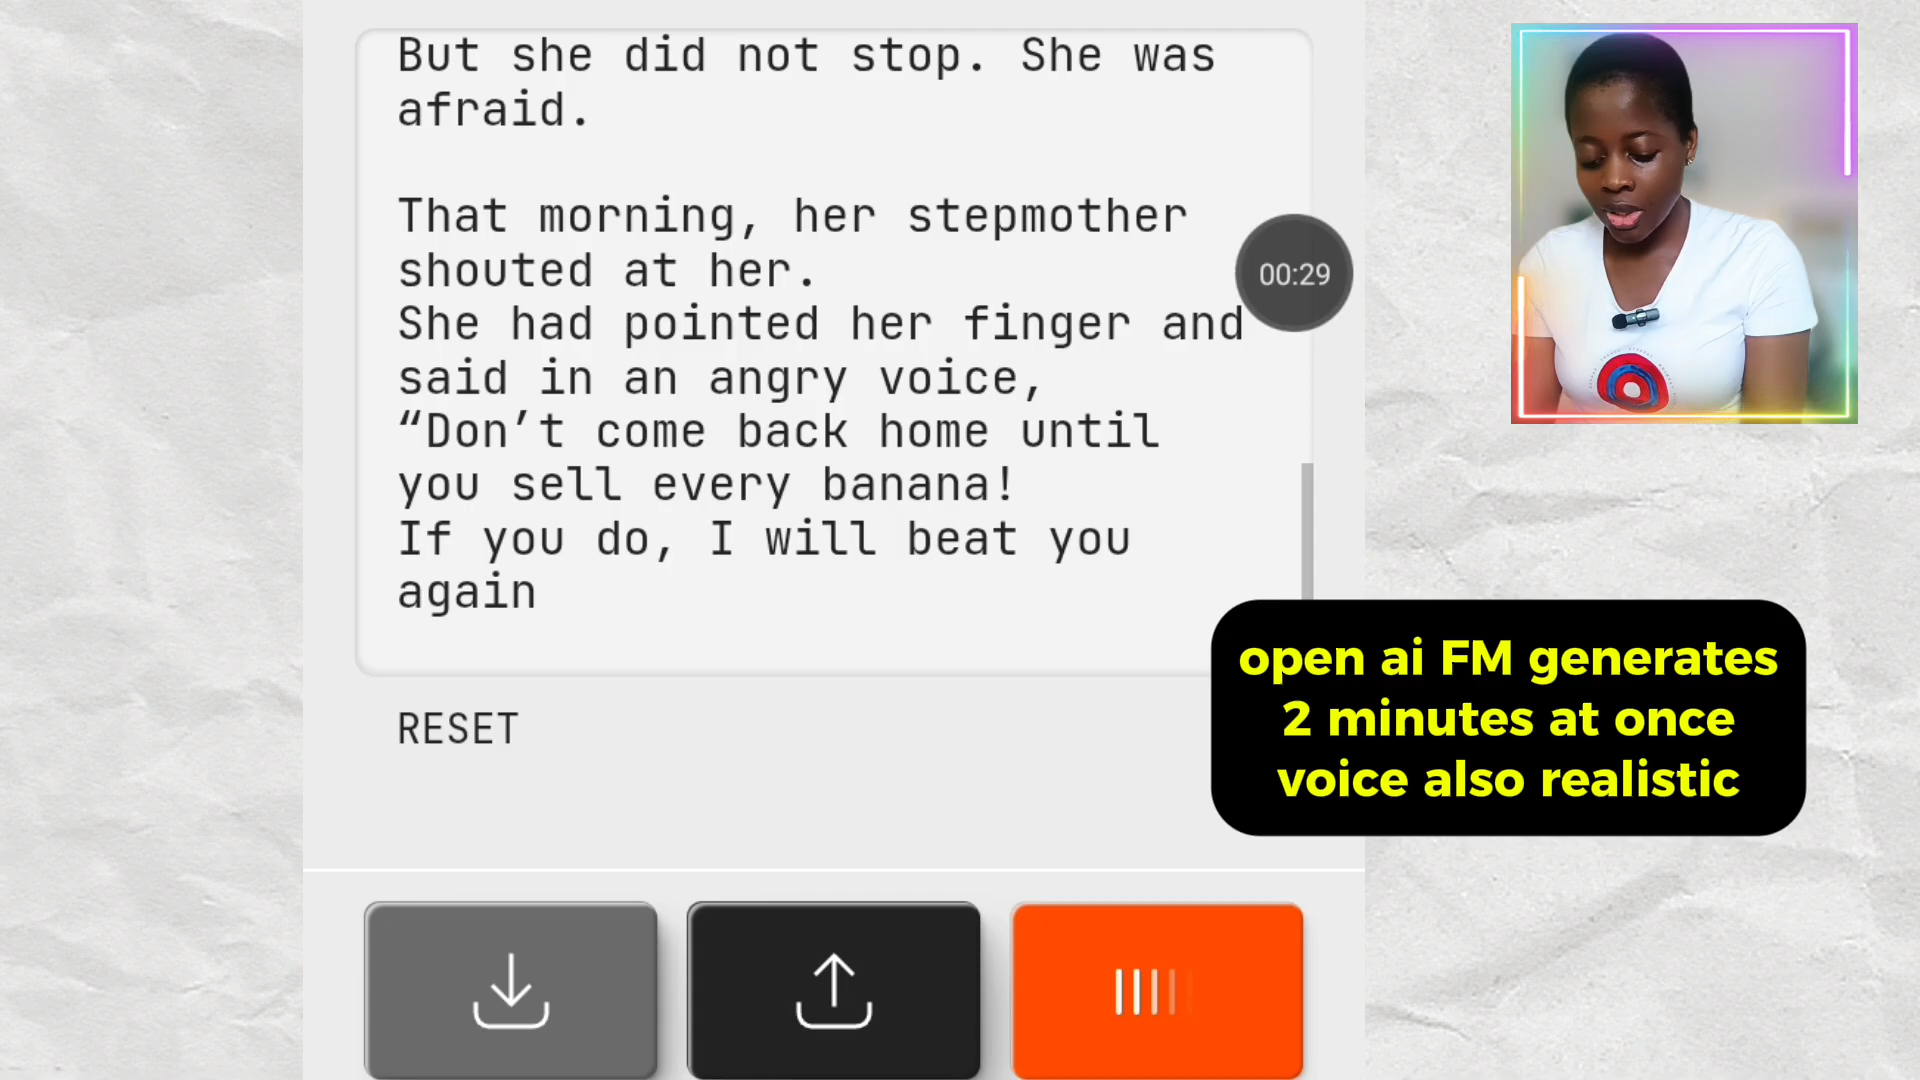 But she did not stop. She was
afraid.
That morning, her stepmother
shouted at her.
She had pointed her finger and
said in an angry voice,
“Don’t come back home until
you sell every banana!
If you do, I will beat you
again
00:29
RESET
open ai FM generates
2 minutes at once
voice also realistic